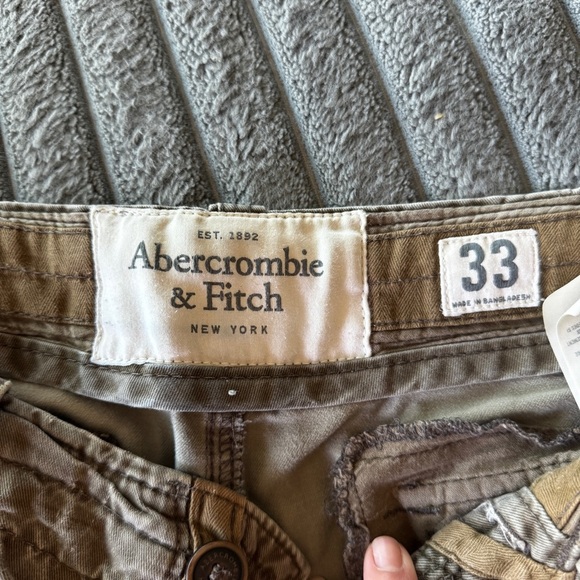 EST. 1892
Abercrombie
& Fitch
NEW YORK
33
MADE IN BANGLADESH